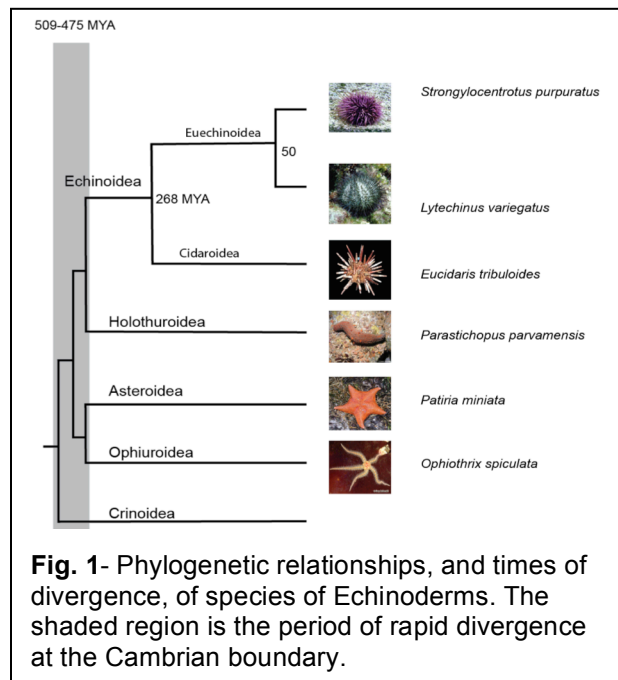 509-475 MYA
Strongylocentrotus purpuratus
Euechinoidea
50
Echinoidea
268 MYA
Lytechinus variegatus
Cidaroidea
Eucidaris tribuloides
Holothuroidea
Parastichopus parvamensis
Asteroidea
Patiria miniata
Ophiuroidea
Ophiothrix spiculata
Crinoidea
Fig. 1- Phylogenetic relationships, and times of
divergence, of species of Echinoderms. The
shaded region is the period of rapid divergence
at the Cambrian boundary.